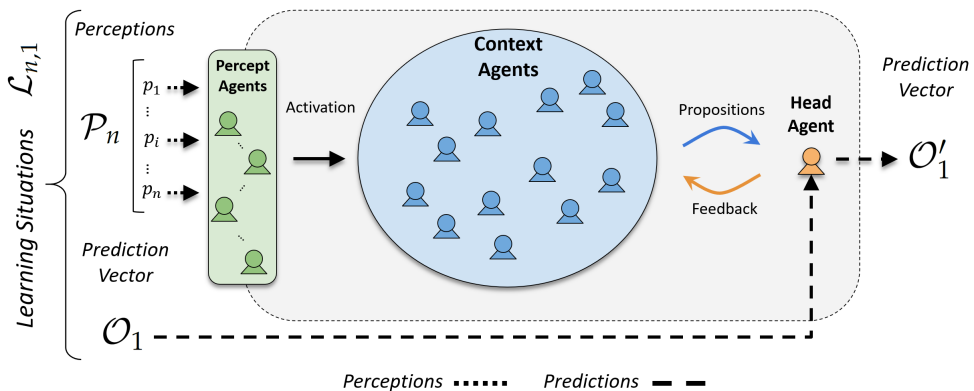 Learning Situations ℒn,1
Perceptions
𝒫n
p1
⋮
pi
⋮
pn
Prediction
Vector
𝒪1
Percept
Agents
Activation
Context
Agents
Propositions
Feedback
Head
Agent
Prediction
Vector
𝒪′1
Perceptions
Predictions